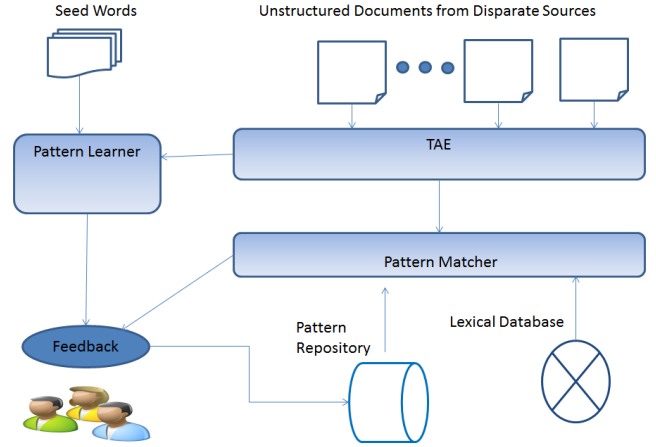 Seed Words
Unstructured Documents from Disparate Sources
Pattern Learner
TAE
Pattern Matcher
Lexical Database
Pattern
Repository
Feedback